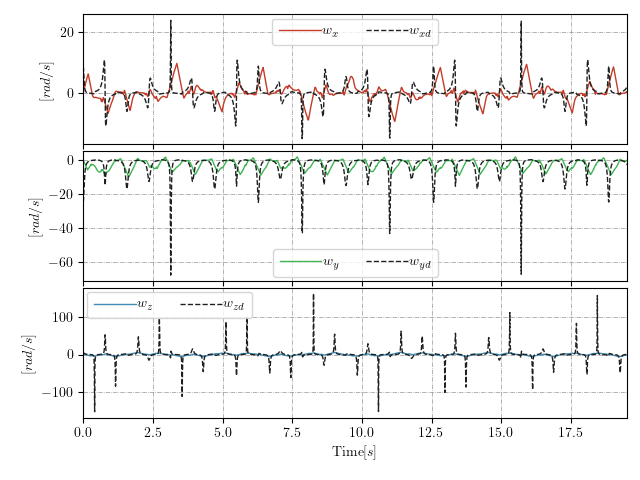 20
0
[rad/s]
w_x w_xd
0
−20
−40
−60
[rad/s]
w_y w_yd
100
0
−100
[rad/s]
w_z w_zd
0.0 2.5 5.0 7.5 10.0 12.5 15.0 17.5
Time[s]